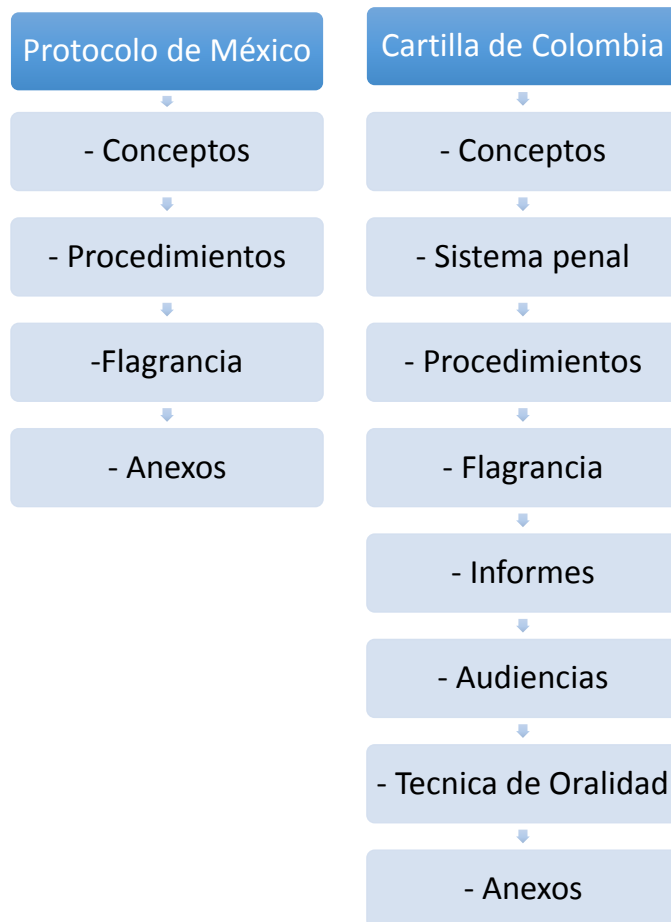 Protocolo de México
- Conceptos
- Procedimientos
-Flagrancia
- Anexos
Cartilla de Colombia
- Conceptos
- Sistema penal
- Procedimientos
- Flagrancia
- Informes
- Audiencias
- Tecnica de Oralidad
- Anexos